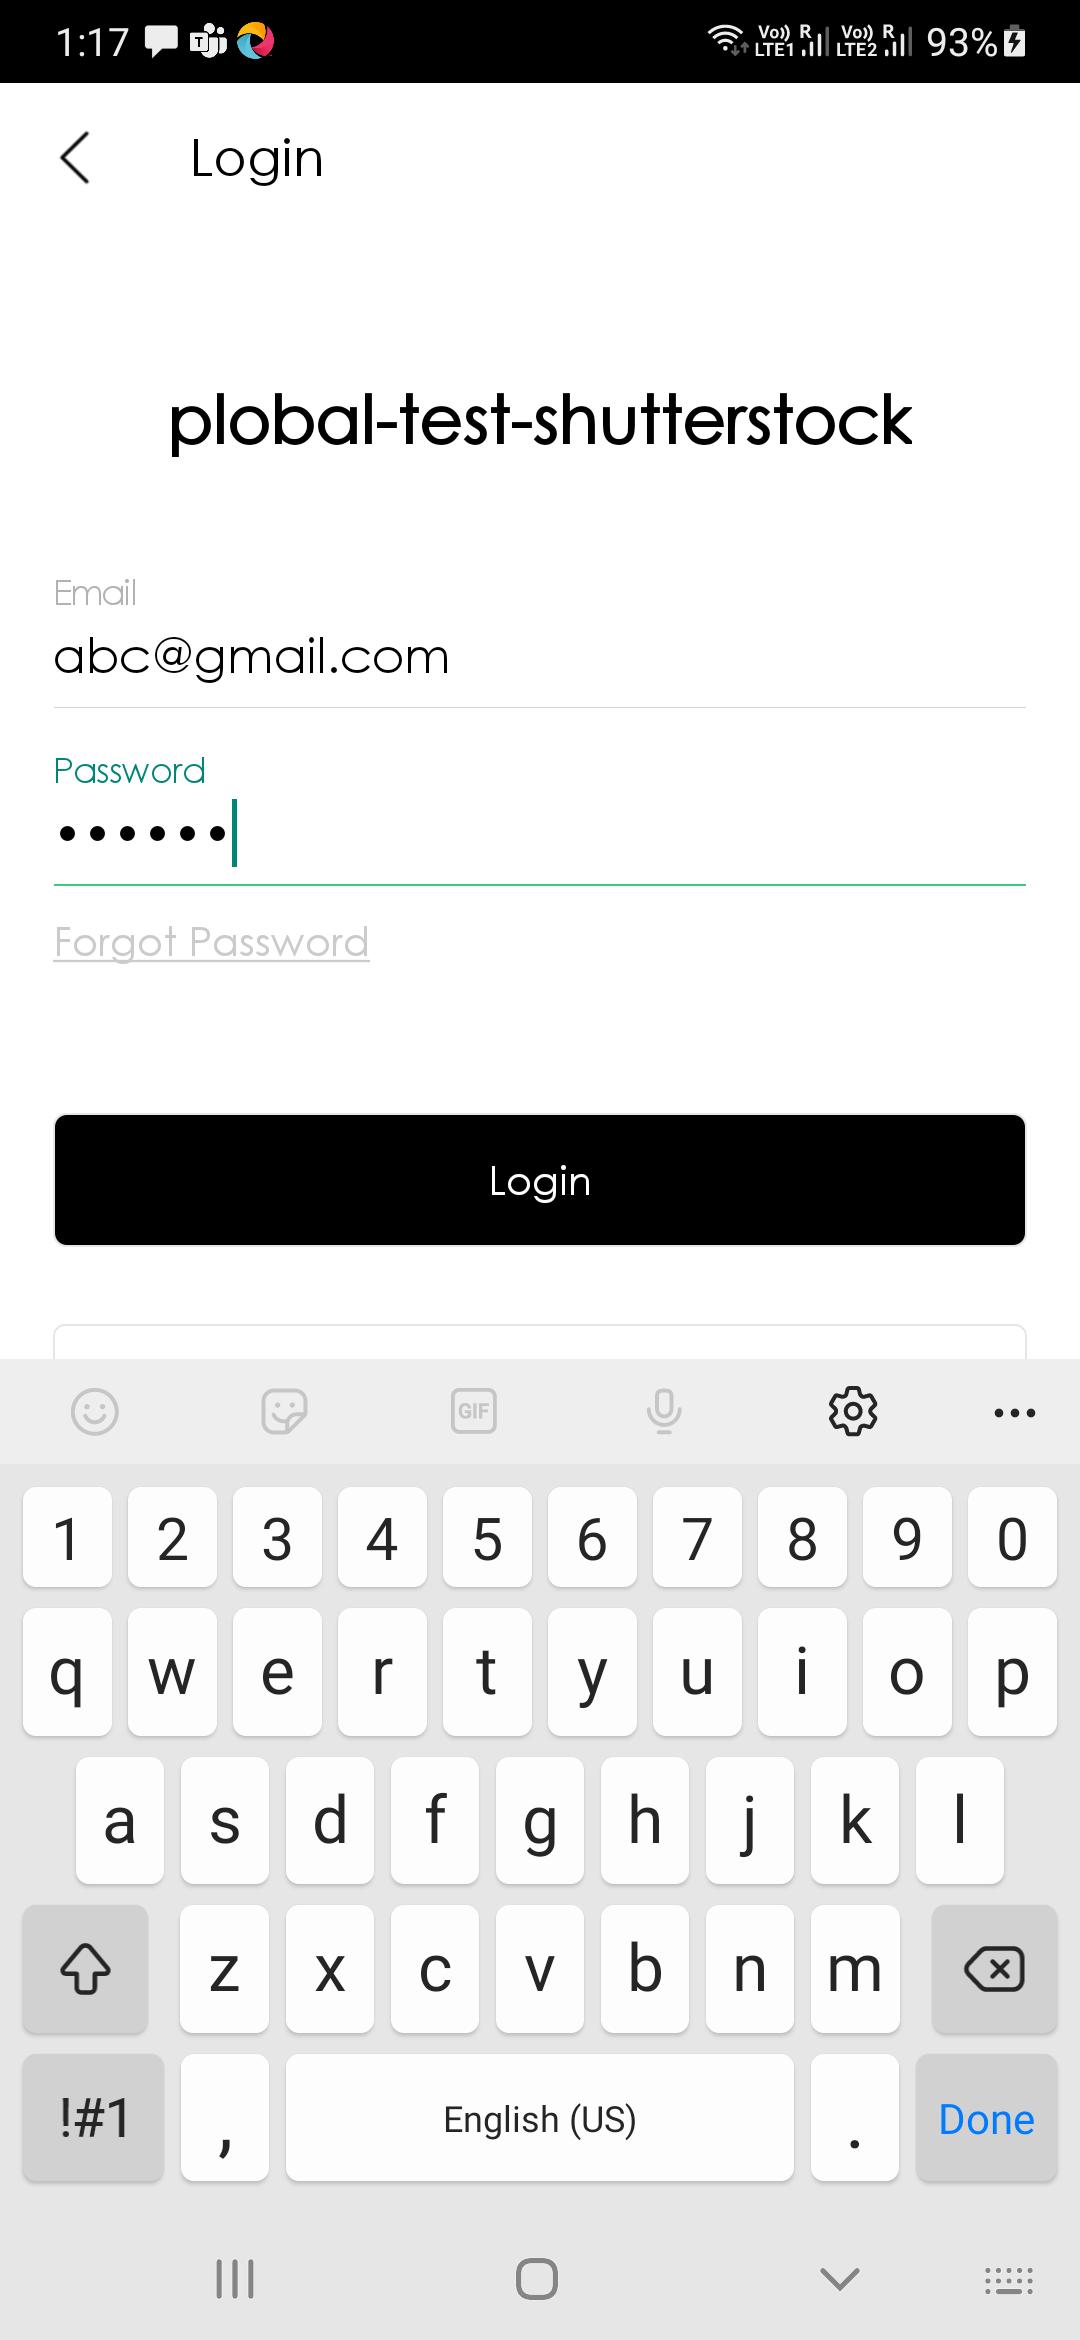 1:17 Vo)) LTE1 R Vo)) LTE2 R 93%
Login
plobal-test-shutterstock
Email
abc@gmail.com
Password
••••••
Forgot Password
Login
GIF
1 2 3 4 5 6 7 8 9 0
q w e r t y u i o p
a s d f g h j k l
z x c v b n m
!#1 , English (US) . Done